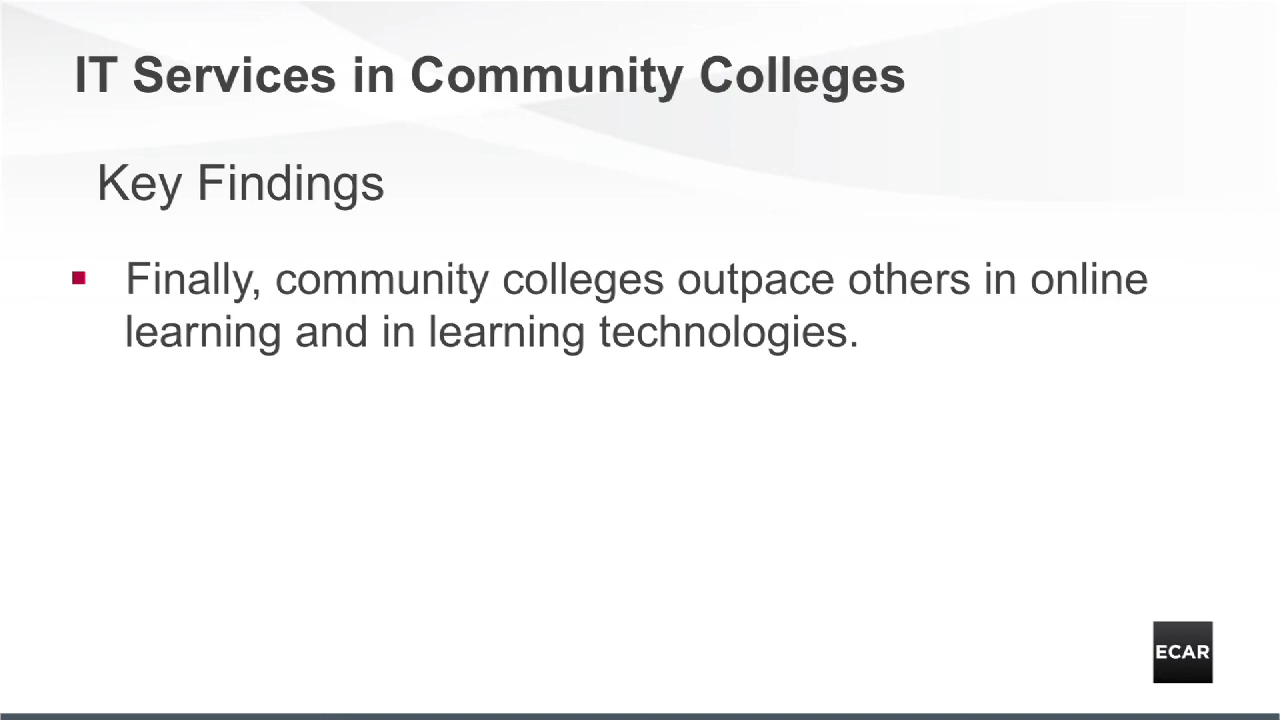 IT Services in Community Colleges
Key Findings
Finally, community colleges outpace others in online
learning and in learning technologies.
ECAR